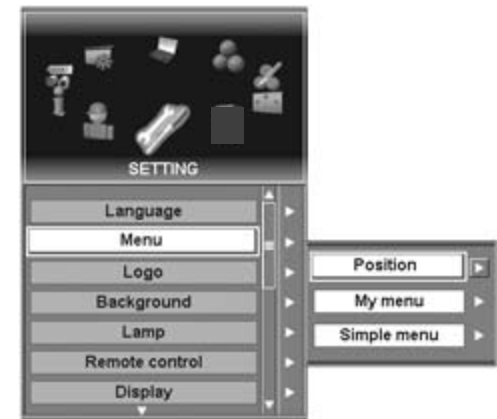 SETTING
Language
Menu
Logo
Background
Lamp
Remote control
Display
Position
My menu
Simple menu